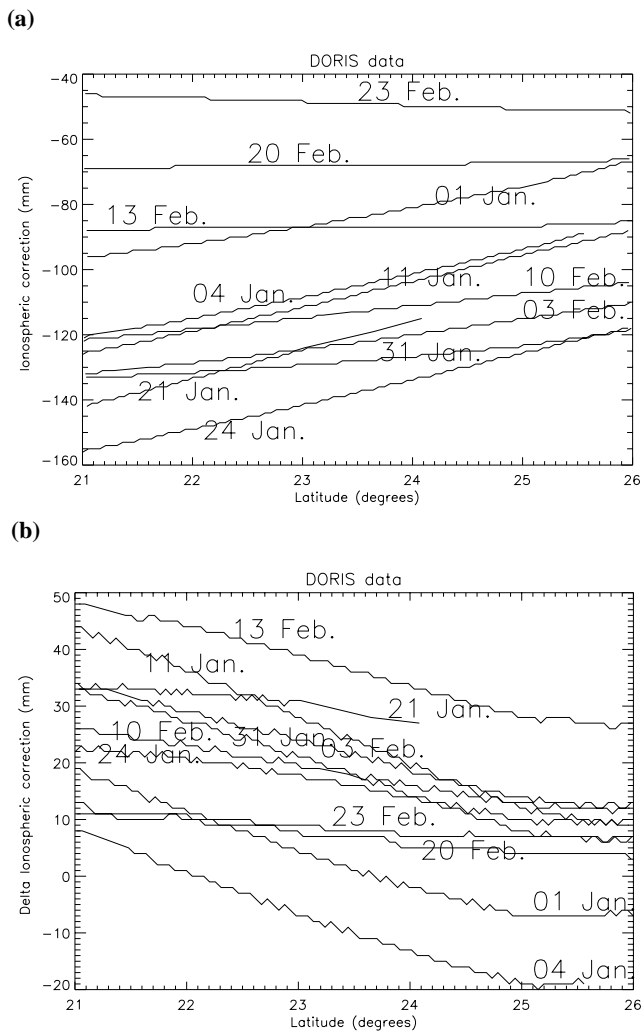 (a)
DORIS data
Ionospheric correction (mm)
-40
-60
-80
-100
-120
-140
-160
23 Feb.
20 Feb.
01 Jan.
13 Feb.
04 Jan.
11 Jan.
10 Feb.
03 Feb.
31 Jan.
21 Jan.
24 Jan.
21 22 23 24 25 26
Latitude (degrees)
(b)
DORIS data
Delta Ionospheric correction (mm)
50
40
30
20
10
0
-10
-20
13 Feb.
11 Jan.
21 Jan.
10 Feb.
31 Jan.
03 Feb.
24 Jan.
23 Feb.
20 Feb.
01 Jan.
04 Jan.
21 22 23 24 25 26
Latitude (degrees)